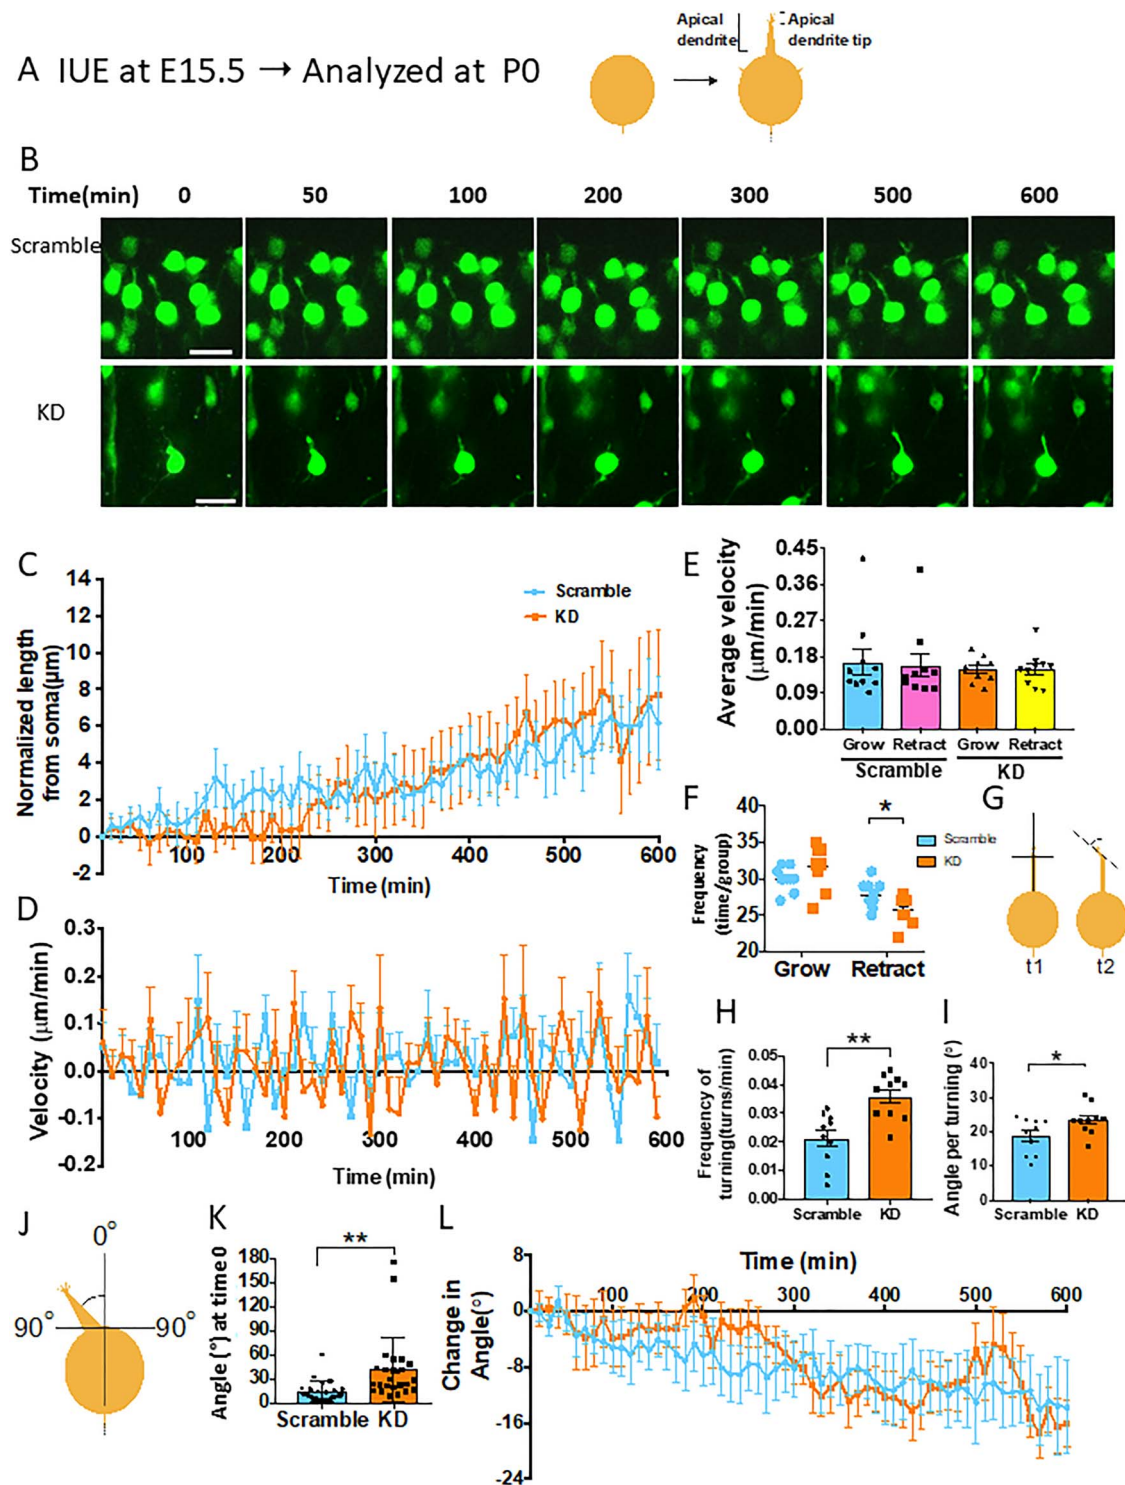 A IUE at E15.5 → Analyzed at P0
Apical dendrite
Apical dendrite tip
B
Time(min) 0 50 100 200 300 500 600
Scramble
KD
C
Normalized length from soma(μm)
14
12
10
8
6
4
2
0
-2
100 200 300 400 500 600
Time (min)
Scramble
KD
D
Velocity (μm/min)
0.3
0.2
0.1
0.0
-0.1
-0.2
100 200 300 400 500 600
Time (min)
E
Average velocity (μm/min)
0.45
0.36
0.27
0.18
0.09
0.00
Grow Retract Grow Retract
Scramble KD
F
Frequency (time/group)
40
35
30
25
20
*
Scramble
KD
Grow Retract
G
t1 t2
H
Frequency of turning(turns/min)
0.05
0.04
0.03
0.02
0.01
0.00
**
Scramble KD
I
Angle per turning (°)
40
30
20
10
0
*
Scramble KD
J
0°
90° 90°
K
Angle (°) at time 0
180
150
120
90
60
30
0
**
Scramble KD
L
Time (min)
Change in Angle(°)
8
0
-8
-16
-24
100 200 300 400 500 600